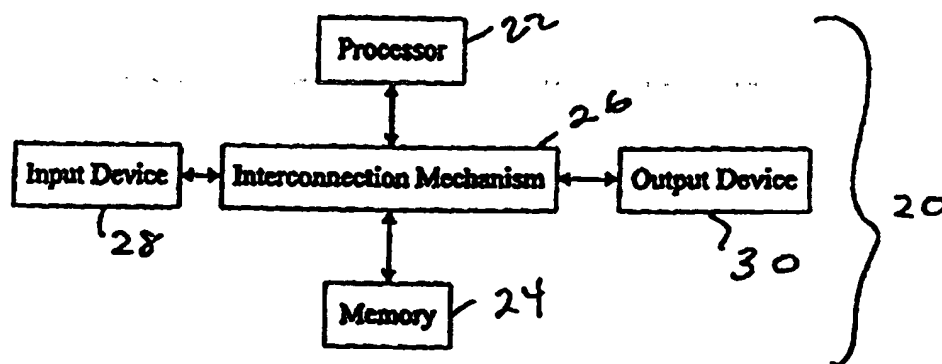 Processor
22
26
Input Device
Interconnection Mechanism
Output Device
20
28
30
Memory
24